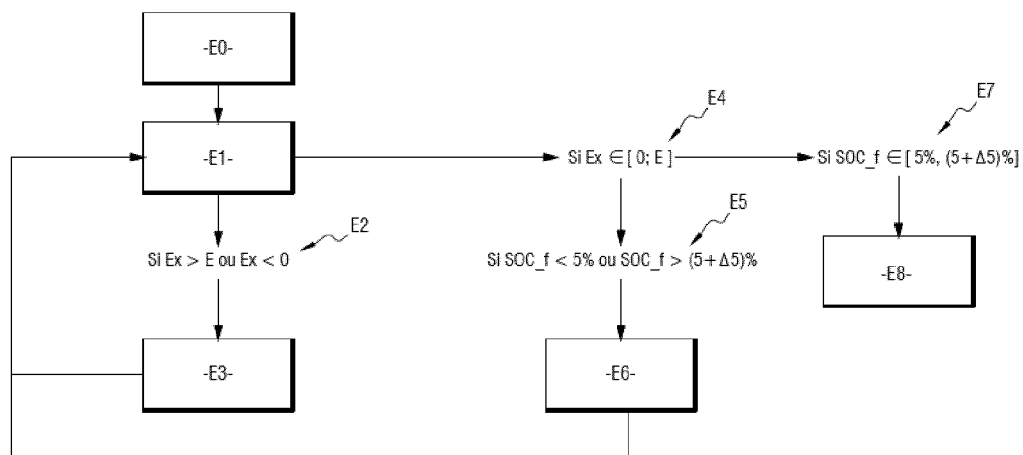 -E0-
E4
E7
-E1-
Si Ex ∈ [ 0; E ]
Si SOC_f ∈ [ 5%, (5+Δ5)%]
E2
E5
Si Ex > E ou Ex < 0
Si SOC_f < 5% ou SOC_f > (5+Δ5)%
-E8-
-E3-
-E6-